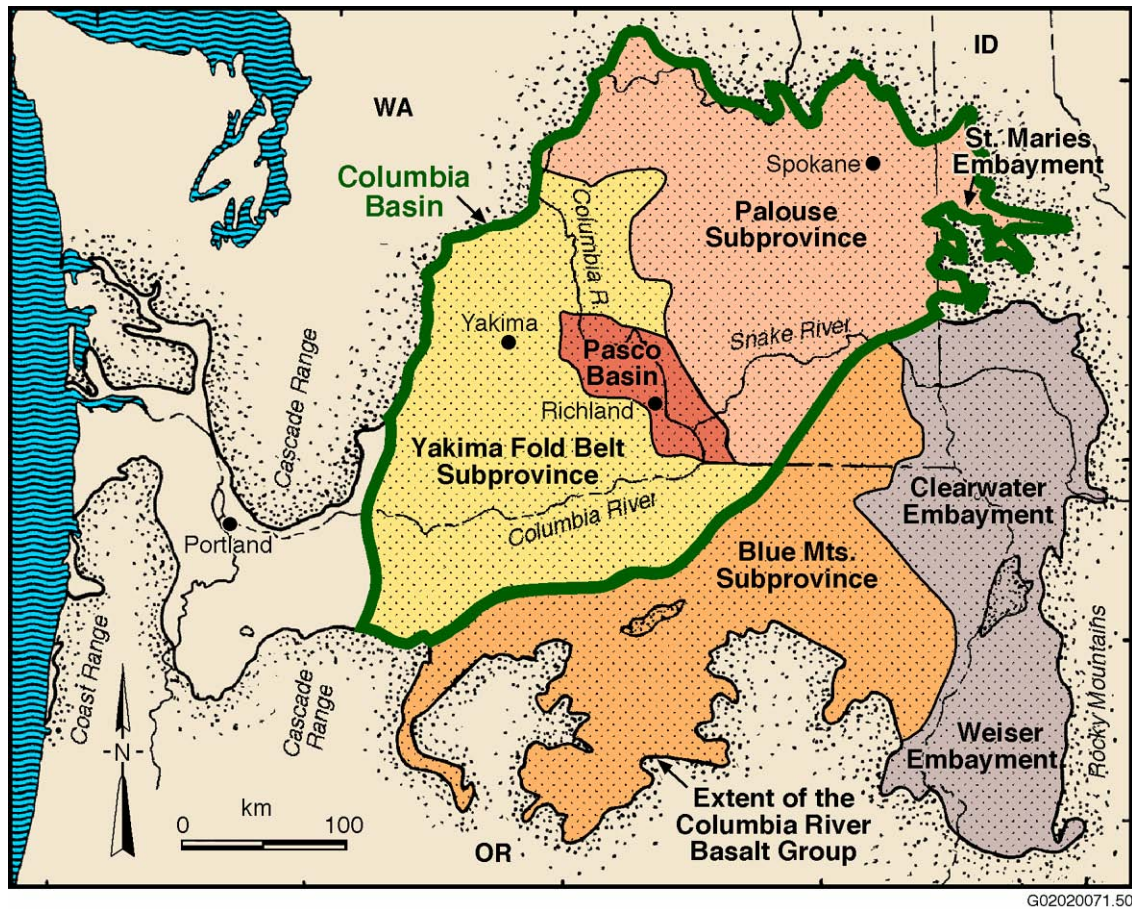 WA
ID
Columbia
Basin
St. Maries
Embayment
Spokane
Palouse
Subprovince
Columbia R.
Yakima
Snake River
Pasco
Basin
Richland
Cascade Range
Yakima Fold Belt
Subprovince
Columbia River
Clearwater
Embayment
Portland
Blue Mts.
Subprovince
Coast Range
Cascade
Range
Rocky Mountains
Weiser
Embayment
-N-
km
0 100
Extent of the
Columbia River
Basalt Group
OR
G02020071.50